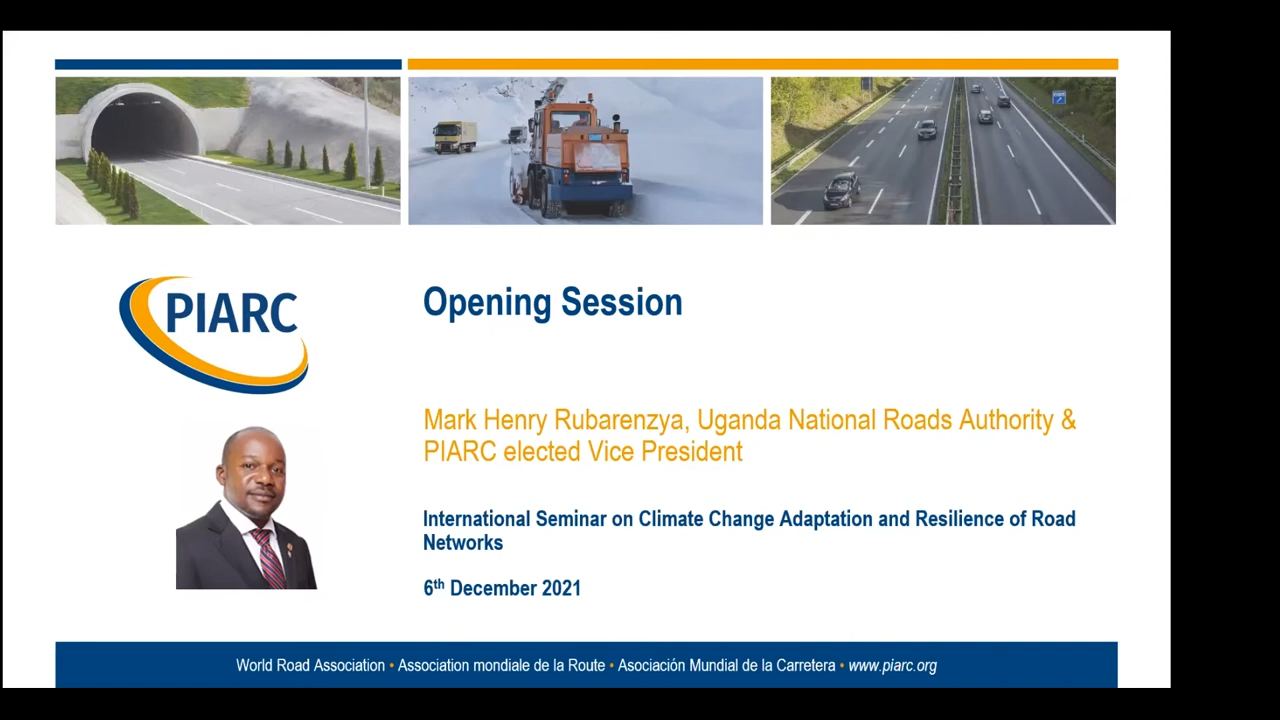 PIARC
Opening Session
Mark Henry Rubarenzya, Uganda National Roads Authority &
PIARC elected Vice President
International Seminar on Climate Change Adaptation and Resilience of Road
Networks
6th December 2021
World Road Association • Association mondiale de la Route • Asociación Mundial de la Carretera • www.piarc.org